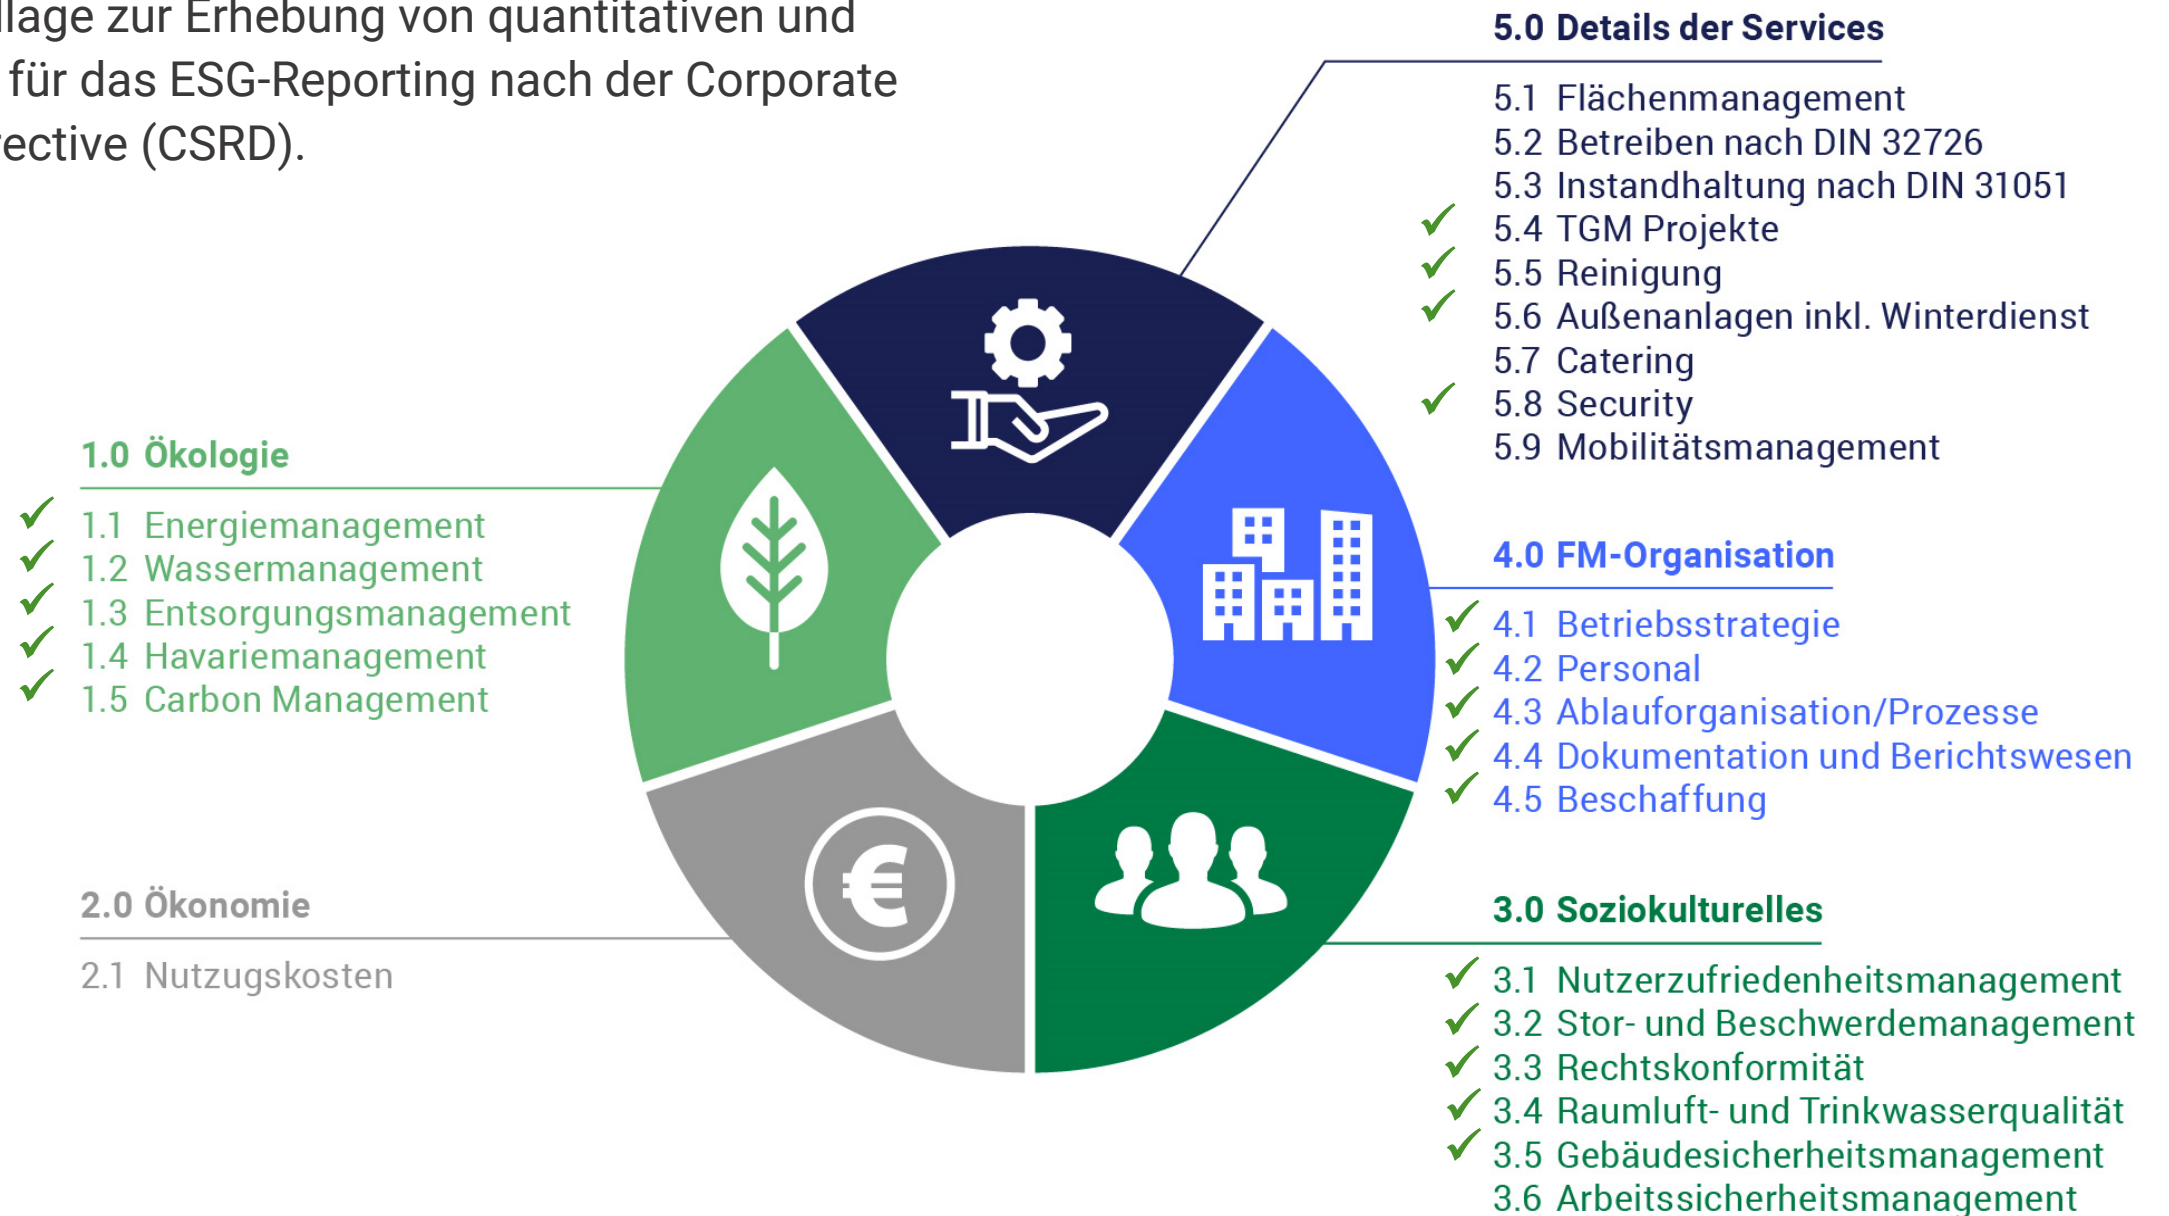 llage zur Erhebung von quantitativen und
für das ESG-Reporting nach der Corporate
rective (CSRD).
5.0 Details der Services
5.1 Flächenmanagement
5.2 Betreiben nach DIN 32726
5.3 Instandhaltung nach DIN 31051
5.4 TGM Projekte
5.5 Reinigung
5.6 Außenanlagen inkl. Winterdienst
5.7 Catering
5.8 Security
5.9 Mobilitätsmanagement
1.0 Ökologie
1.1 Energiemanagement
1.2 Wassermanagement
1.3 Entsorgungsmanagement
1.4 Havariemanagement
1.5 Carbon Management
4.0 FM-Organisation
4.1 Betriebsstrategie
4.2 Personal
4.3 Ablauforganisation/Prozesse
4.4 Dokumentation und Berichtswesen
4.5 Beschaffung
2.0 Ökonomie
2.1 Nutzugskosten
€
3.0 Soziokulturelles
3.1 Nutzerzufriedenheitsmanagement
3.2 Stor- und Beschwerdemanagement
3.3 Rechtskonformität
3.4 Raumluft- und Trinkwasserqualität
3.5 Gebäudesicherheitsmanagement
3.6 Arbeitssicherheitsmanagement